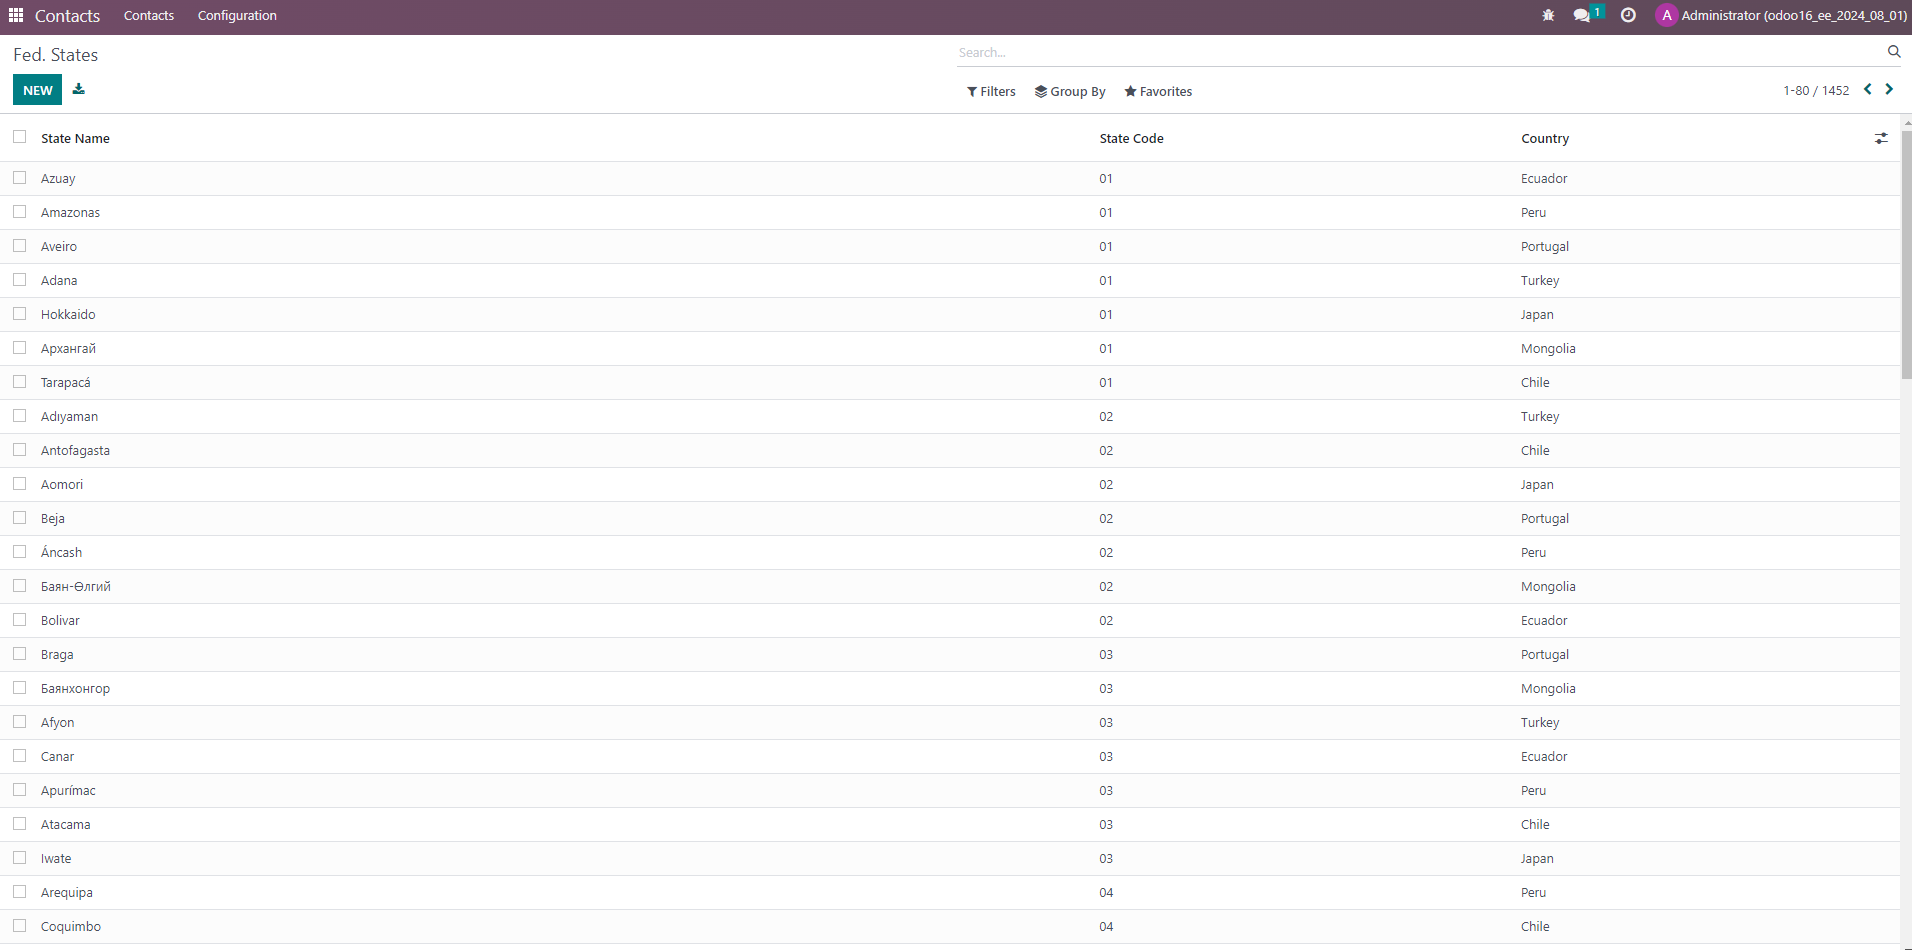 Contacts Contacts Configuration 1 A Administrator (odoo16_ee_2024_08_01)
Fed. States Search...
NEW Filters Group By Favorites 1-80 / 1452
State Name State Code Country
Azuay 01 Ecuador
Amazonas 01 Peru
Aveiro 01 Portugal
Adana 01 Turkey
Hokkaido 01 Japan
Архангай 01 Mongolia
Tarapacá 01 Chile
Adıyaman 02 Turkey
Antofagasta 02 Chile
Aomori 02 Japan
Beja 02 Portugal
Áncash 02 Peru
Баян-Өлгий 02 Mongolia
Bolivar 02 Ecuador
Braga 03 Portugal
Баянхонгор 03 Mongolia
Afyon 03 Turkey
Canar 03 Ecuador
Apurímac 03 Peru
Atacama 03 Chile
Iwate 03 Japan
Arequipa 04 Peru
Coquimbo 04 Chile